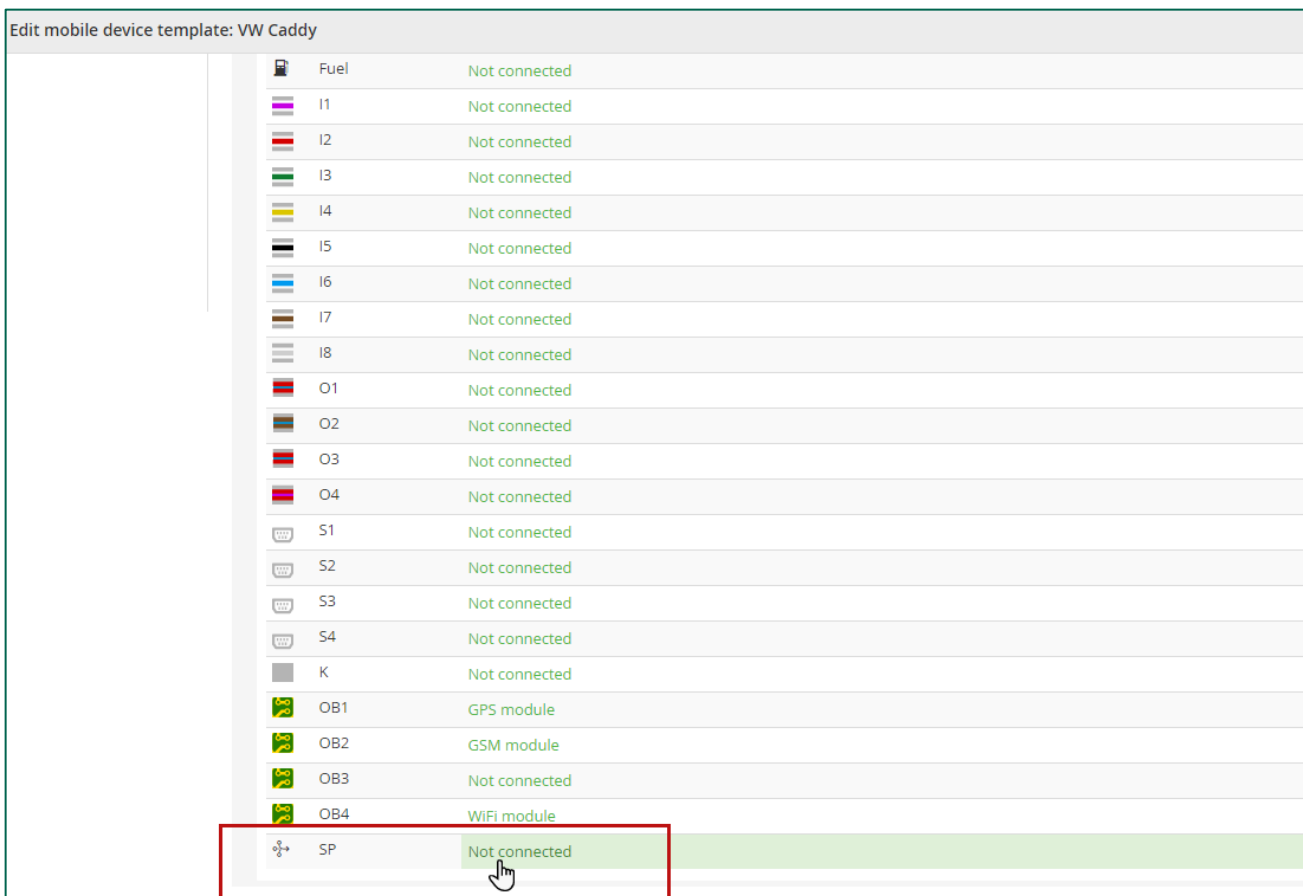 Edit mobile device template: VW Caddy
Fuel Not connected
I1 Not connected
I2 Not connected
I3 Not connected
I4 Not connected
I5 Not connected
I6 Not connected
I7 Not connected
I8 Not connected
O1 Not connected
O2 Not connected
O3 Not connected
O4 Not connected
S1 Not connected
S2 Not connected
S3 Not connected
S4 Not connected
K Not connected
OB1 GPS module
OB2 GSM module
OB3 Not connected
OB4 WiFi module
SP Not connected